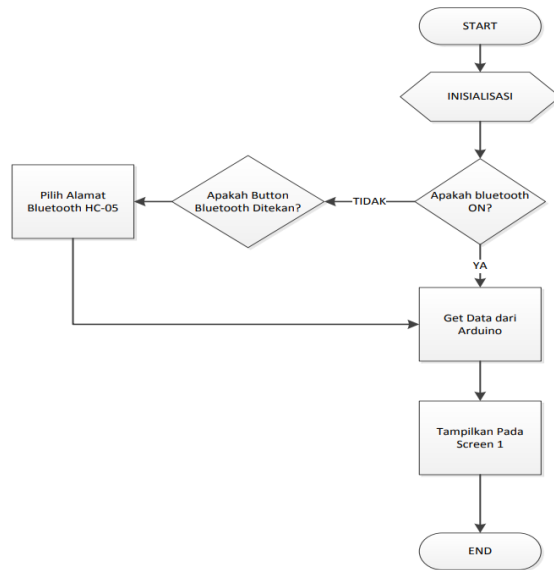 START
INISIALISASI
Apakah bluetooth
ON?
TIDAK
Apakah Button
Bluetooth Ditekan?
Pilih Alamat
Bluetooth HC-05
YA
Get Data dari
Arduino
Tampilkan Pada
Screen 1
END